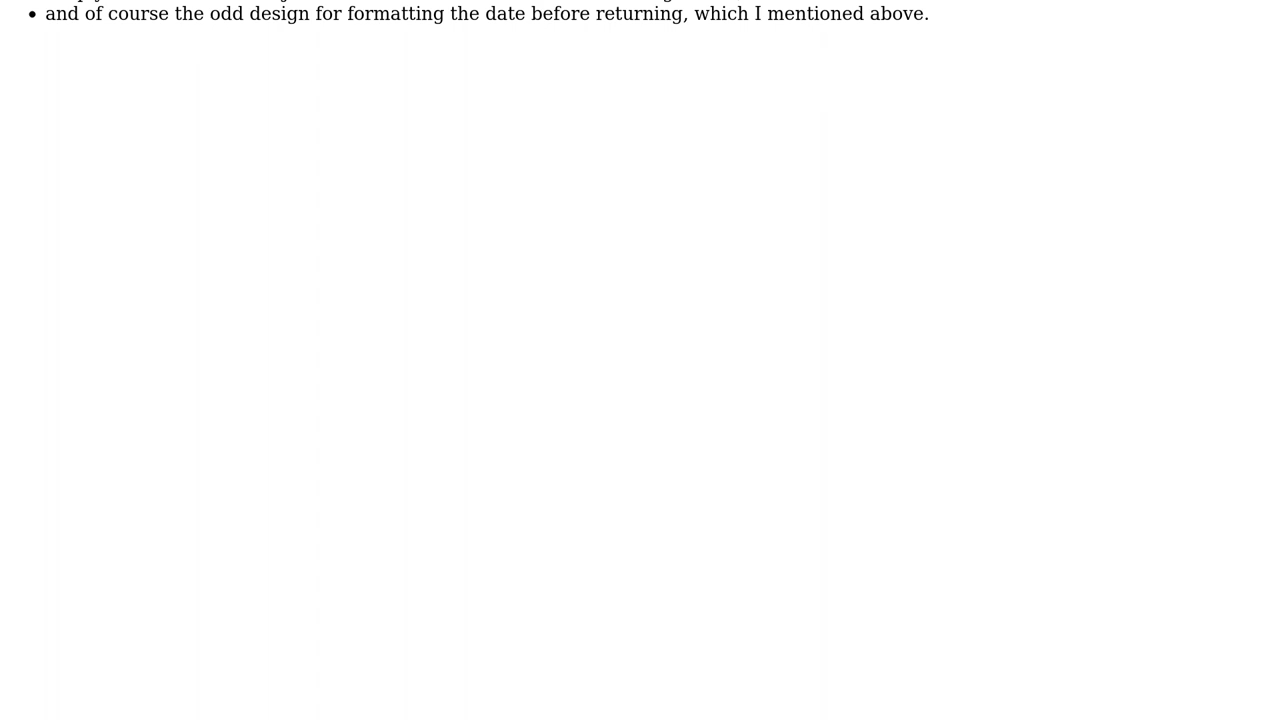 and of course the odd design for formatting the date before returning, which I mentioned above.